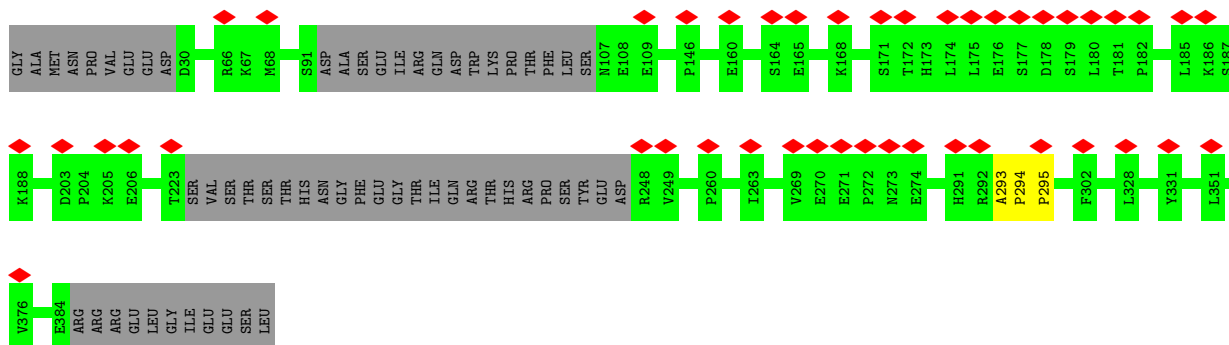 GLY ALA MET ASN PRO VAL GLU GLU ASP D30 R66 K67 M68 S91 ASP ALA SER GLU ILE ARG GLN ASP TRP LYS PRO THR PHE LEU SER N107 E108 E109 P146 E160 S164 E165 K168 S171 T172 H173 L174 L175 E176 S177 D178 S179 L180 T181 P182 L185 K186 S187
K188 D203 P204 K205 E206 T223 SER VAL SER THR SER THR HIS ASN GLY PHE GLU GLY THR ILE GLN ARG THR HIS ARG PRO SER TYR GLU ASP R248 V249 P260 I263 V269 E270 E271 P272 N273 E274 H291 R292 A293 P294 P295 F302 L328 Y331 L351
V376 E384 ARG ARG ARG GLU LEU GLY ILE GLU GLU SER LEU